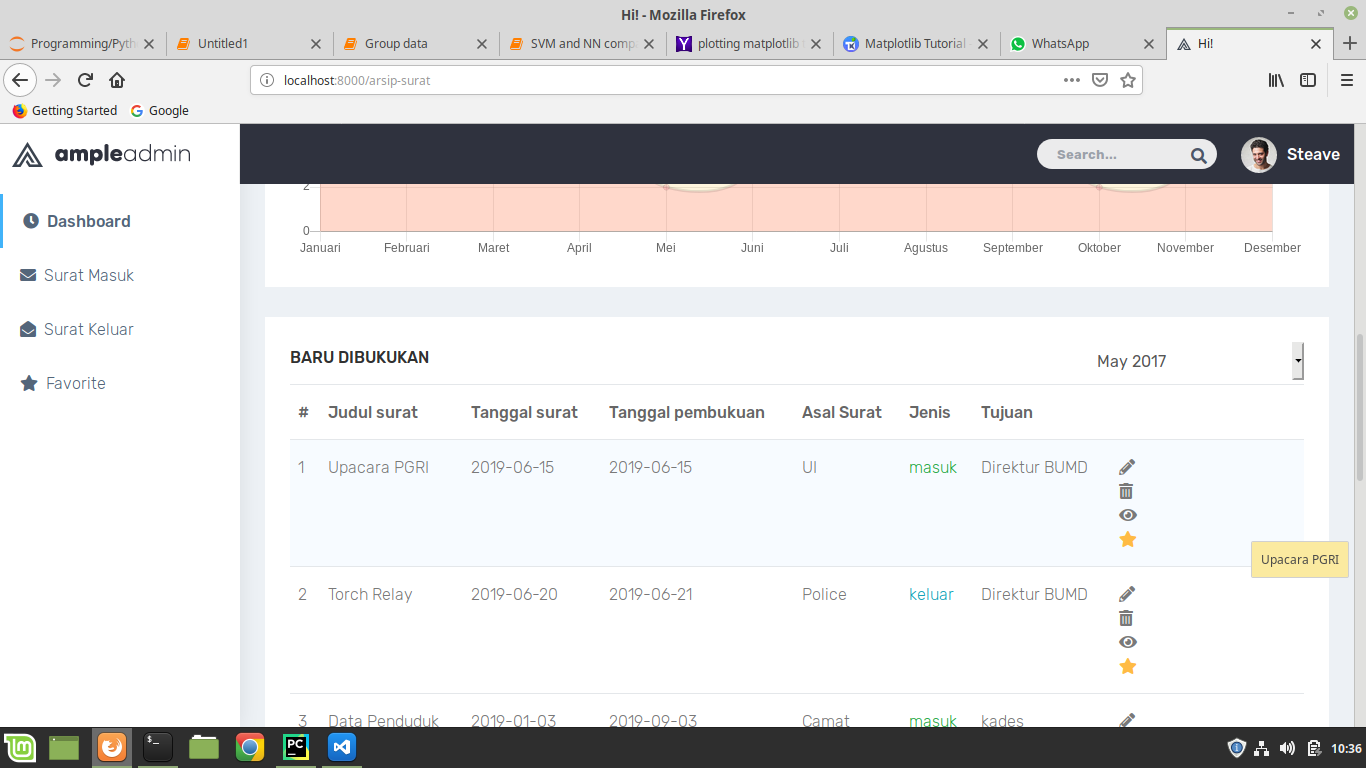 Hi! - Mozilla Firefox
Programming/Pyth
Untitled1
Group data
SVM and NN comp
plotting matplotlib
Matplotlib Tutorial
WhatsApp
Hi!
localhost:8000/arsip-surat
Getting Started Google
ampleadmin
Search...
Steave
Dashboard
Surat Masuk
Surat Keluar
Favorite
2
0
Januari Februari Maret April Mei Juni Juli Agustus September Oktober November Desember
BARU DIBUKUKAN
May 2017
# Judul surat Tanggal surat Tanggal pembukuan Asal Surat Jenis Tujuan
1 Upacara PGRI 2019-06-15 2019-06-15 UI masuk Direktur BUMD
Upacara PGRI
2 Torch Relay 2019-06-20 2019-06-21 Police keluar Direktur BUMD
3 Data Penduduk 2019-01-03 2019-09-03 Camat masuk kades
10:36